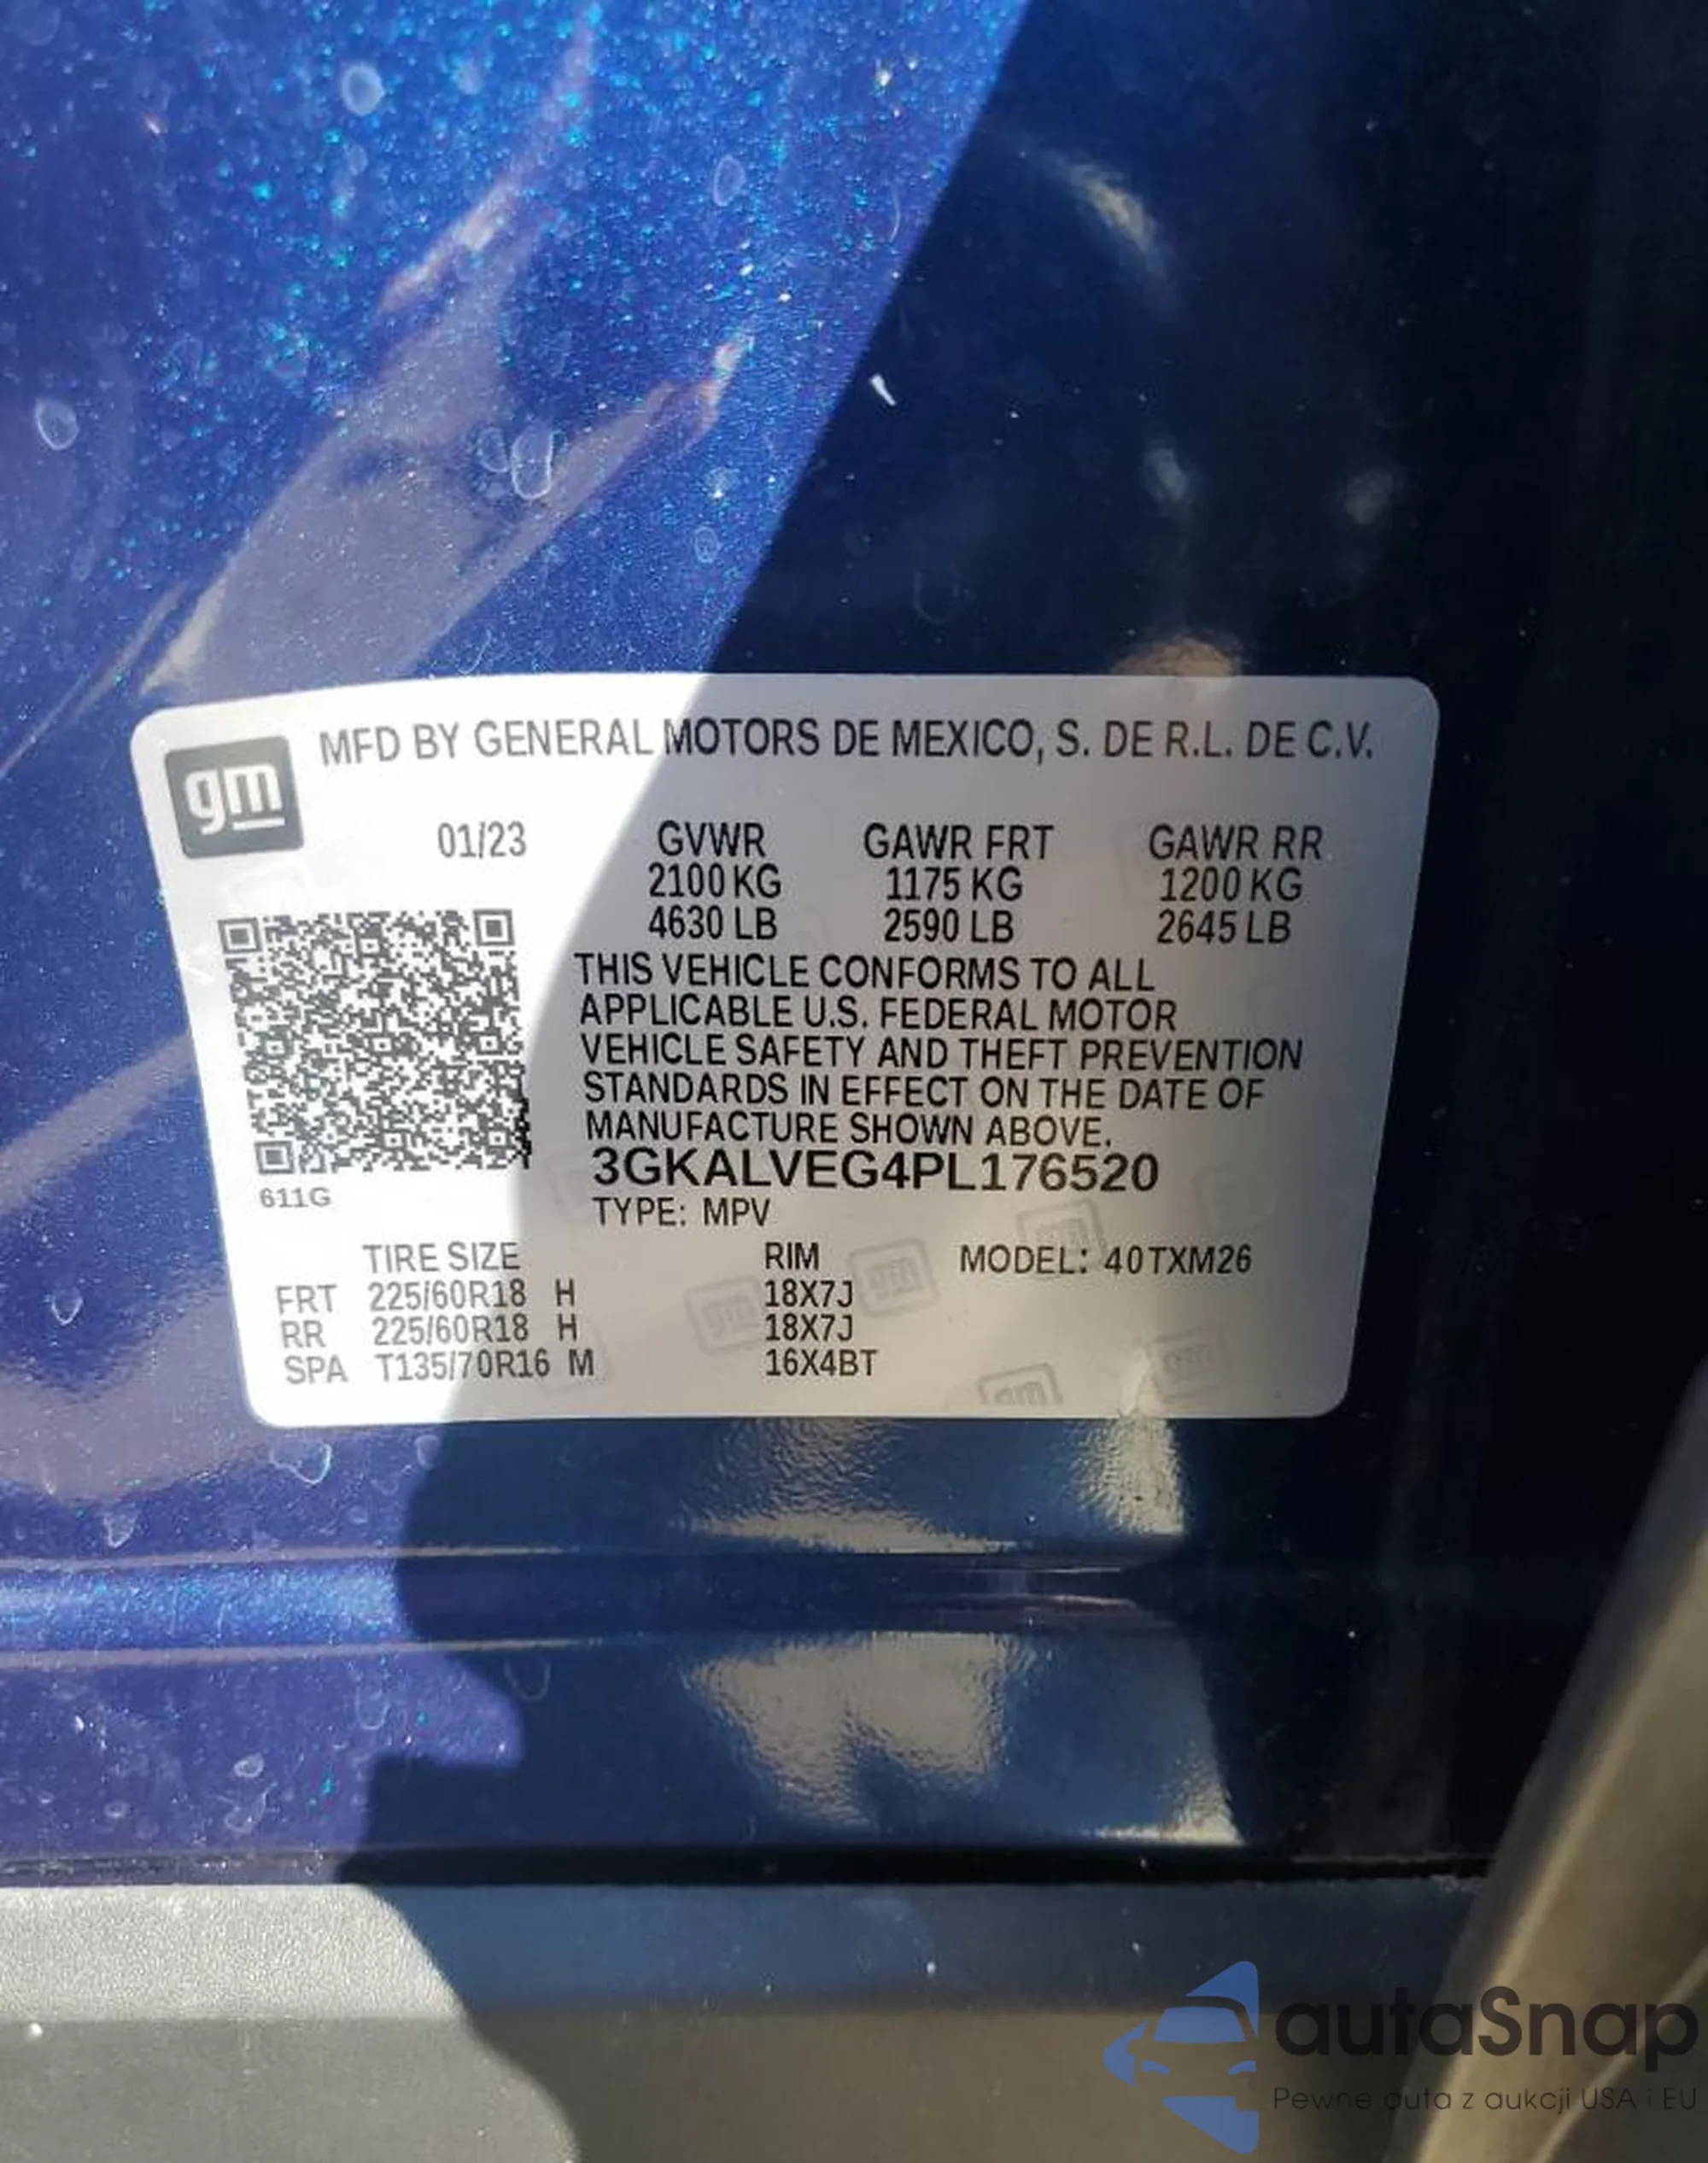 gm
MFD BY GENERAL MOTORS DE MEXICO, S. DE R.L. DE C.V.
01/23 GVWR GAWR FRT GAWR RR
2100 KG 1175 KG 1200 KG
4630 LB 2590 LB 2645 LB
THIS VEHICLE CONFORMS TO ALL
APPLICABLE U.S. FEDERAL MOTOR
VEHICLE SAFETY AND THEFT PREVENTION
STANDARDS IN EFFECT ON THE DATE OF
MANUFACTURE SHOWN ABOVE.
3GKALVEG4PL176520
611G
TYPE: MPV
TIRE SIZE RIM MODEL: 40TXM26
FRT 225/60R18 H 18X7J
RR 225/60R18 H 18X7J
SPA T135/70R16 M 16X4BT
autaSnap
Pewne auta z aukcji USA i EU